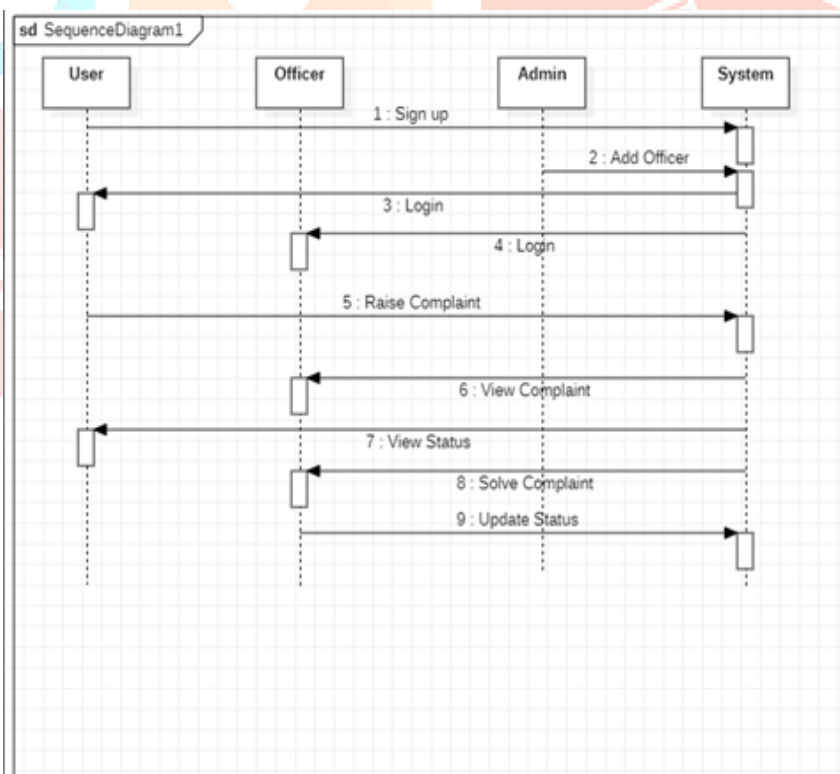 sd SequenceDiagram1
User
Officer
Admin
System
1 : Sign up
2 : Add Officer
3 : Login
4 : Login
5 : Raise Complaint
6 : View Complaint
7 : View Status
8 : Solve Complaint
9 : Update Status